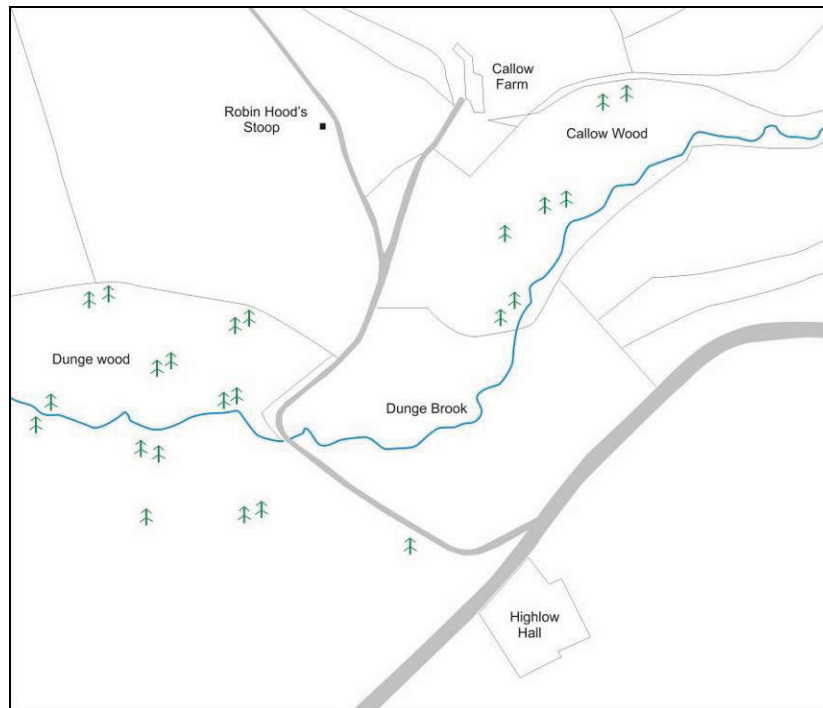 Callow
Farm
Robin Hood's
Stoop
Callow Wood
Dunge wood
Dunge Brook
Highlow
Hall